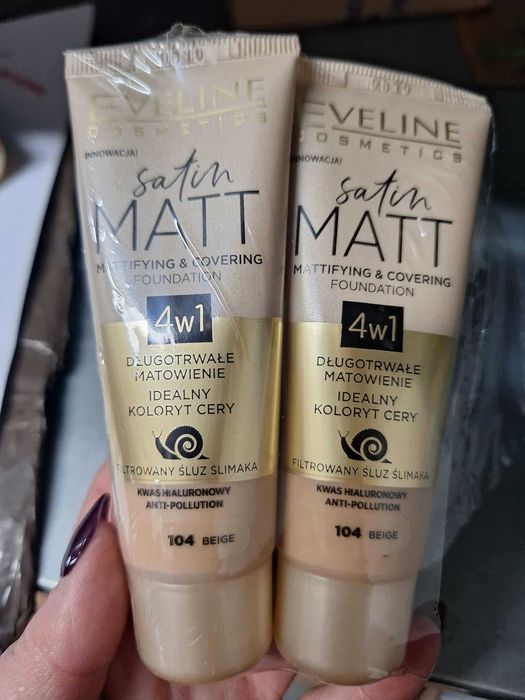 EVELINE
COSMETICS
INNOWACJA!
satin
MATT
MATTIFYING & COVERING
FOUNDATION
4w1
DŁUGOTRWAŁE
MATOWIENIE
IDEALNY
KOLORYT CERY
FILTROWANY ŚLUZ ŚLIMAKA
KWAS HIALURONOWY
ANTI-POLLUTION
104 BEIGE
EVELINE
COSMETICS
INNOWACJA!
satin
MATT
MATTIFYING & COVERING
FOUNDATION
4w1
DŁUGOTRWAŁE
MATOWIENIE
IDEALNY
KOLORYT CERY
FILTROWANY ŚLUZ ŚLIMAKA
KWAS HIALURONOWY
ANTI-POLLUTION
104 BEIGE